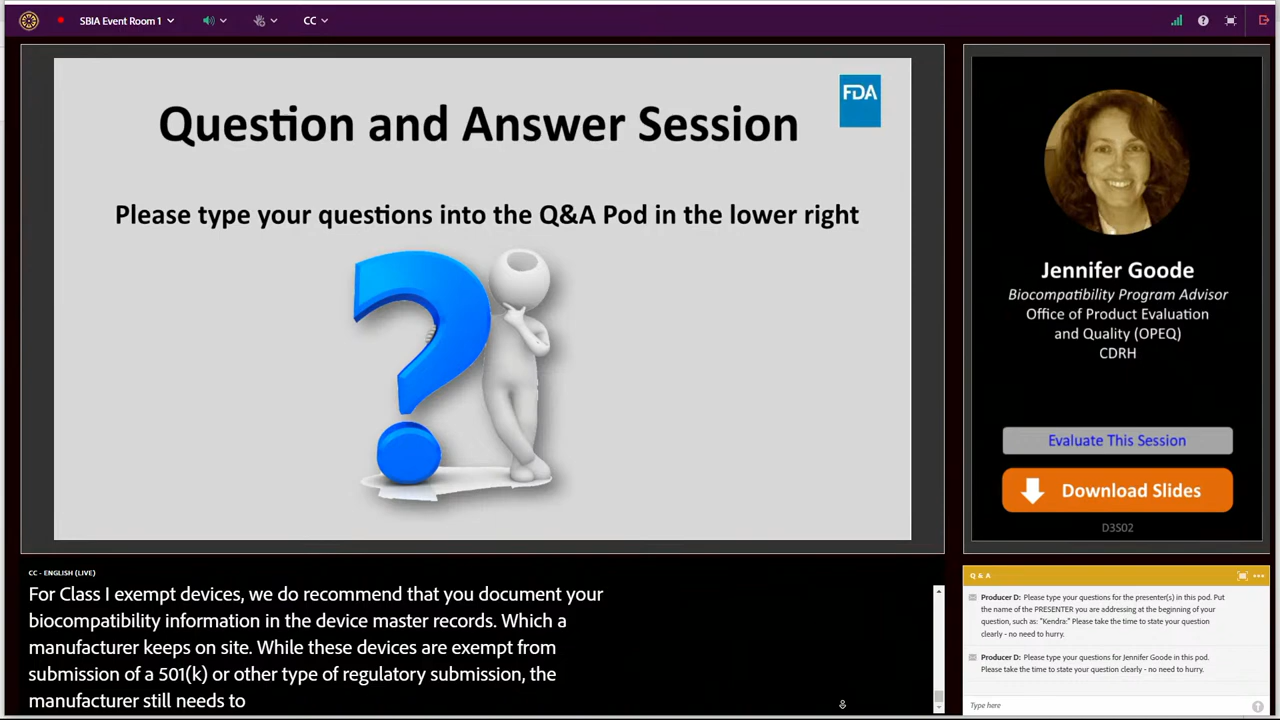 SBIA Event Room 1
CC
FDA
Question and Answer Session
Please type your questions into the Q&A Pod in the lower right
Jennifer Goode
Biocompatibility Program Advisor
Office of Product Evaluation
and Quality (OPEQ)
CDRH
Evaluate This Session
Download Slides
D3S02
CC - ENGLISH (LIVE)
For Class I exempt devices, we do recommend that you document your
biocompatibility information in the device master records. Which a
manufacturer keeps on site. While these devices are exempt from
submission of a 501(k) or other type of regulatory submission, the
manufacturer still needs to
Q & A
Producer D: Please type your questions for the presenter(s) in this pod. Put
the name of the PRESENTER you are addressing at the beginning of your
question, such as: "Kendra:" Please take the time to state your question
clearly - no need to hurry.
Producer D: Please type your questions for Jennifer Goode in this pod.
Please take the time to state your question clearly - no need to hurry.
Type here